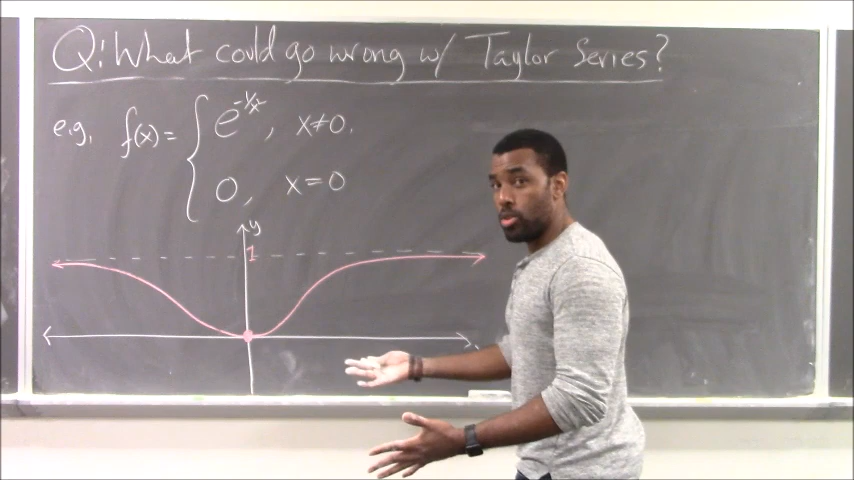 Q: What could go wrong w/ Taylor Series?
e.g. f(x) = { e^-1/x², x≠0.
0, x=0
y
1
x